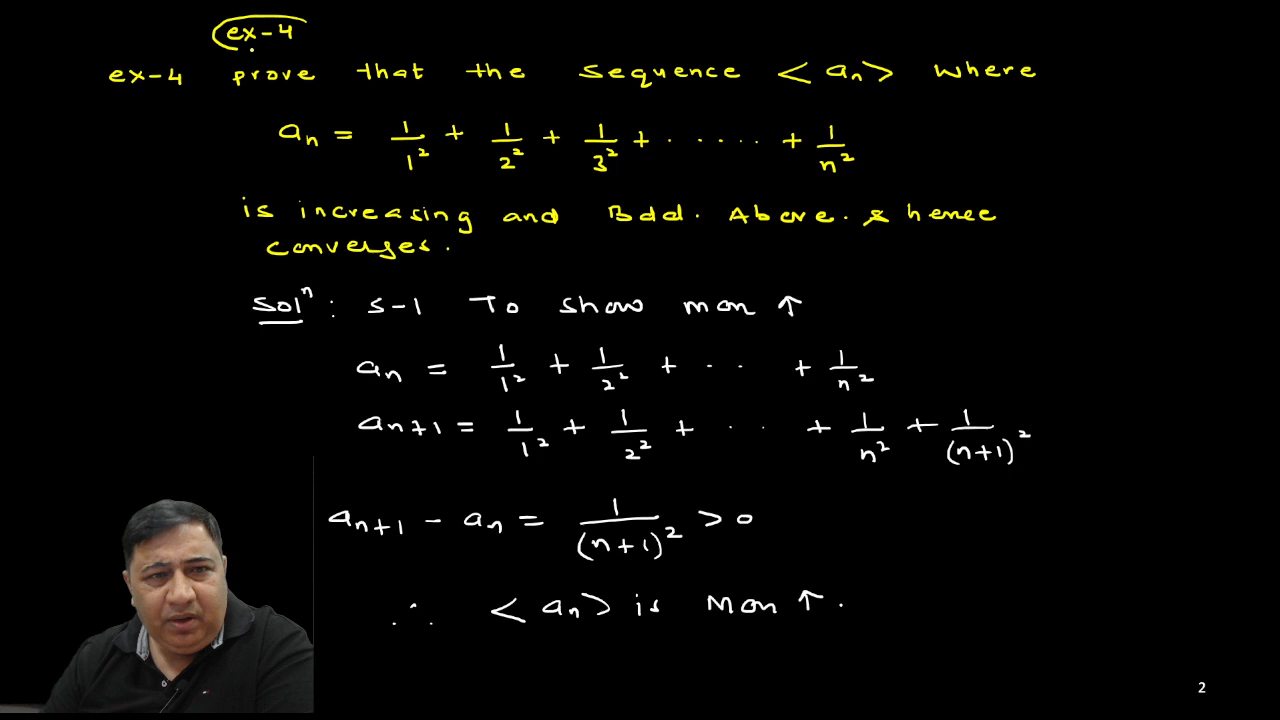 ex-4
ex-4 prove that the sequence <aₙ> where
aₙ = 1/1² + 1/2² + 1/3² + ..... + 1/n²
is increasing and Bdd. Above. & hence
converges.
Solⁿ: s-1 To show mon ↑
aₙ = 1/1² + 1/2² + .. + 1/n²
aₙ₊₁ = 1/1² + 1/2² + .. + 1/n² + 1/(n+1)²
aₙ₊₁ - aₙ = 1/(n+1)² > 0
∴ <aₙ> is Mon ↑.
2